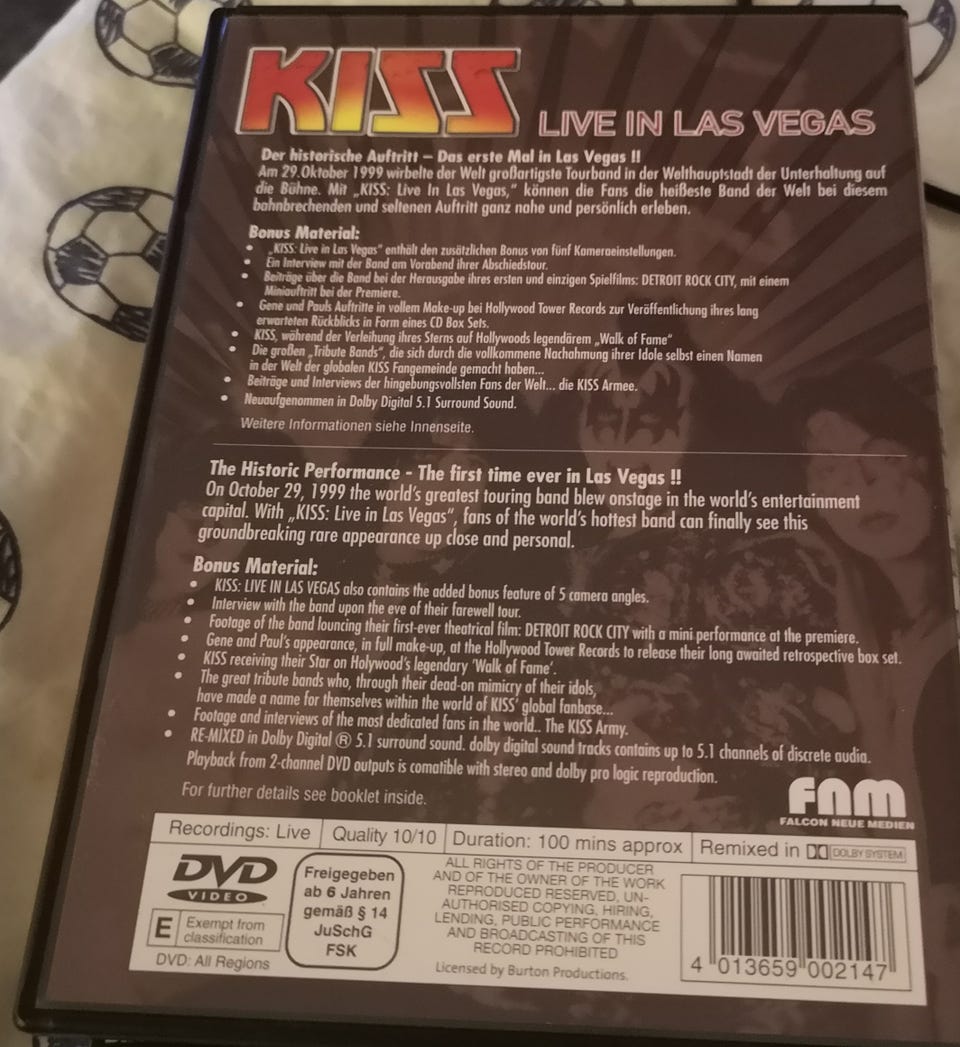 KISS LIVE IN LAS VEGAS
Der historische Auftritt – Das erste Mal in Las Vegas !!
Am 29.Oktober 1999 wirbelte der Welt großartigste Tourband in der Welthauptstadt der Unterhaltung auf
die Bühne. Mit „KISS: Live In Las Vegas,“ können die Fans die heißeste Band der Welt bei diesem
bahnbrechenden und seltenen Auftritt ganz nahe und persönlich erleben.
Bonus Material:
• „KISS: Live in Las Vegas“ enthält den zusätzlichen Bonus von fünf Kameraeinstellungen.
• Ein Interview mit der Band am Vorabend ihrer Abschiedstour.
• Beiträge über die Band bei der Herausgabe ihres ersten und einzigen Spielfilms: DETROIT ROCK CITY, mit einem
Miniauftritt bei der Premiere.
• Gene und Pauls Auftritte in vollem Make-up bei Hollywood Tower Records zur Veröffentlichung ihres lang
erwarteten Rückblicks in Form eines CD Box Sets.
• KISS, während der Verleihung ihres Sterns auf Hollywoods legendärem „Walk of Fame“
• Die großen „Tribute Bands“, die sich durch die vollkommene Nachahmung ihrer Idole selbst einen Namen
in der Welt der globalen KISS Fangemeinde gemacht haben...
• Beiträge und Interviews der hingebungsvollsten Fans der Welt... die KISS Armee.
• Neuaufgenommen in Dolby Digital 5.1 Surround Sound.
Weitere Informationen siehe Innenseite.
The Historic Performance - The first time ever in Las Vegas !!
On October 29, 1999 the world's greatest touring band blew onstage in the world's entertainment
capital. With „KISS: Live in Las Vegas“, fans of the world's hottest band can finally see this
groundbreaking rare appearance up close and personal.
Bonus Material:
• KISS: LIVE IN LAS VEGAS also contains the added bonus feature of 5 camera angles.
• Interview with the band upon the eve of their farewell tour.
• Footage of the band louncing their first-ever theatrical film: DETROIT ROCK CITY with a mini performance at the premiere.
• Gene and Paul's appearance, in full make-up, at the Hollywood Tower Records to release their long awaited retrospective box set.
• KISS receiving their Star on Holywood's legendary 'Walk of Fame'.
• The great tribute bands who, through their dead-on mimicry of their idols,
have made a name for themselves within the world of KISS' global fanbase...
• Footage and interviews of the most dedicated fans in the world.. The KISS Army.
• RE-MIXED in Dolby Digital ® 5.1 surround sound. dolby digital sound tracks contains up to 5.1 channels of discrete audia.
Playback from 2-channel DVD outputs is comatible with stereo and dolby pro logic reproduction.
For further details see booklet inside.
fnm
FALCON NEUE MEDIEN
Recordings: Live Quality 10/10 Duration: 100 mins approx Remixed in DOLBY SYSTEM
DVD
VIDEO
E Exempt from
classification
DVD: All Regions
Freigegeben
ab 6 Jahren
gemäß § 14
JuSchG
FSK
ALL RIGHTS OF THE PRODUCER
AND OF THE OWNER OF THE WORK
REPRODUCED RESERVED, UN-
AUTHORISED COPYING, HIRING,
LENDING, PUBLIC PERFORMANCE
AND BROADCASTING OF THIS
RECORD PROHIBITED
Licensed by Burton Productions.
4 013659 002147